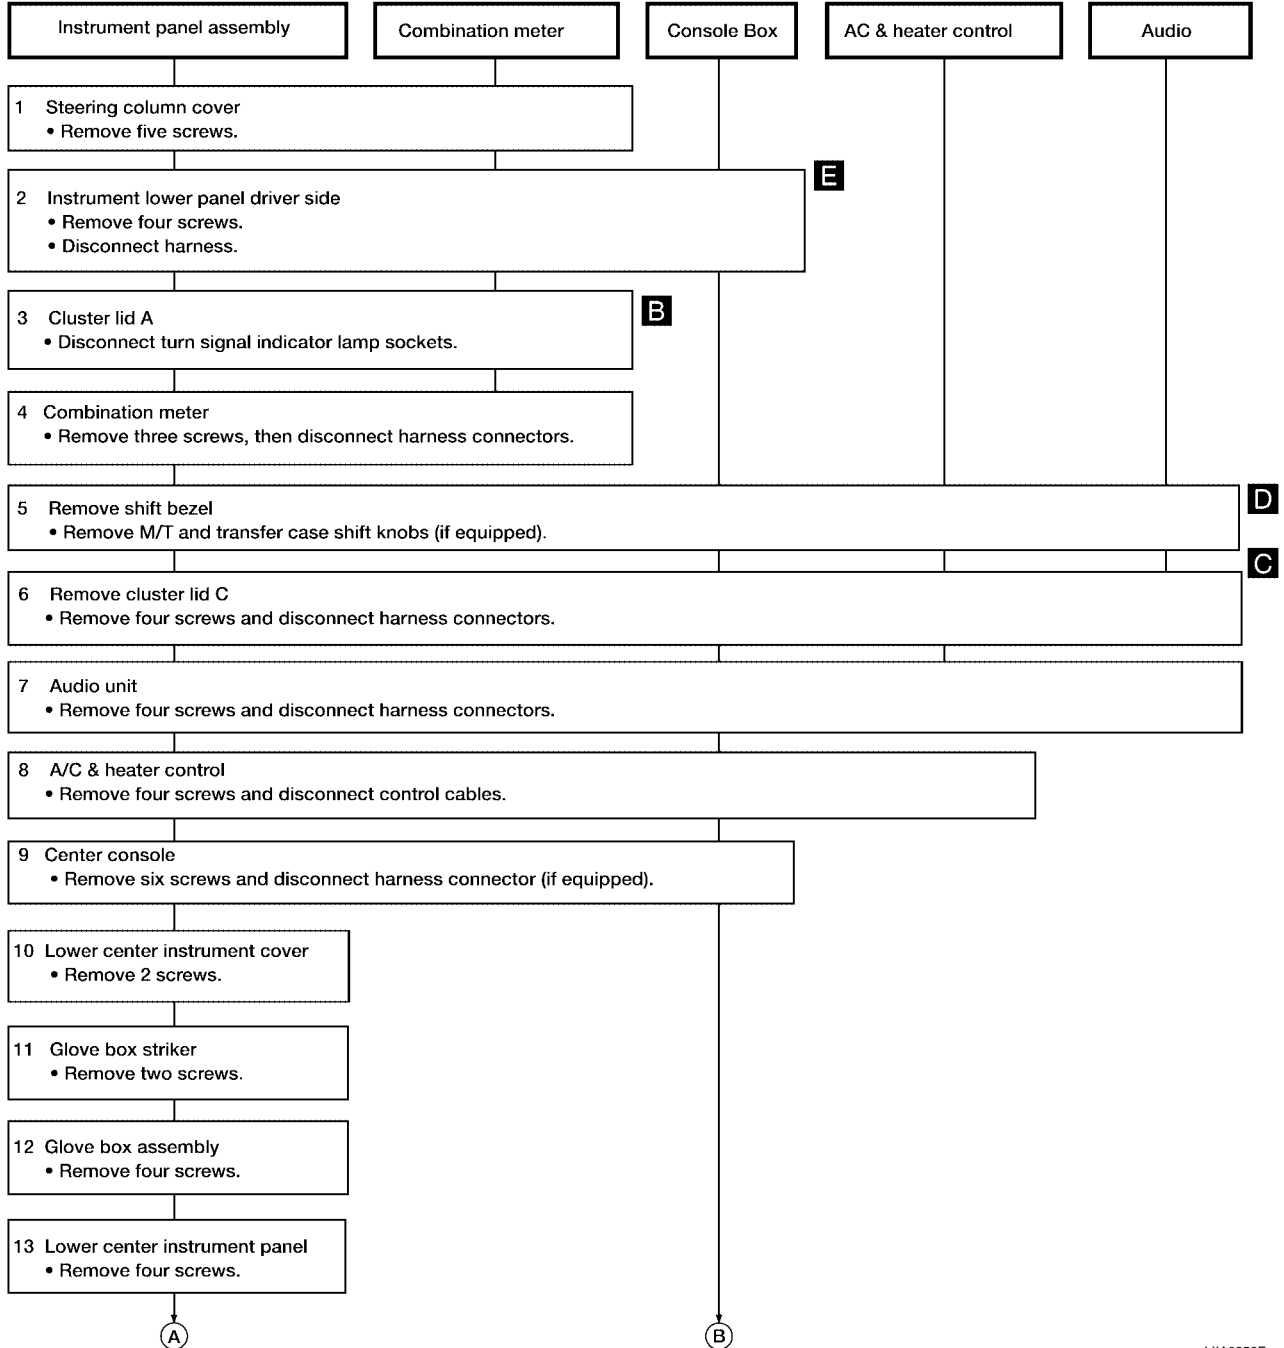 Instrument panel assembly
Combination meter
Console Box
AC & heater control
Audio
1 Steering column cover
• Remove five screws.
E
2 Instrument lower panel driver side
• Remove four screws.
• Disconnect harness.
B
3 Cluster lid A
• Disconnect turn signal indicator lamp sockets.
4 Combination meter
• Remove three screws, then disconnect harness connectors.
D
5 Remove shift bezel
• Remove M/T and transfer case shift knobs (if equipped).
C
6 Remove cluster lid C
• Remove four screws and disconnect harness connectors.
7 Audio unit
• Remove four screws and disconnect harness connectors.
8 A/C & heater control
• Remove four screws and disconnect control cables.
9 Center console
• Remove six screws and disconnect harness connector (if equipped).
10 Lower center instrument cover
• Remove 2 screws.
11 Glove box striker
• Remove two screws.
12 Glove box assembly
• Remove four screws.
13 Lower center instrument panel
• Remove four screws.
A
B